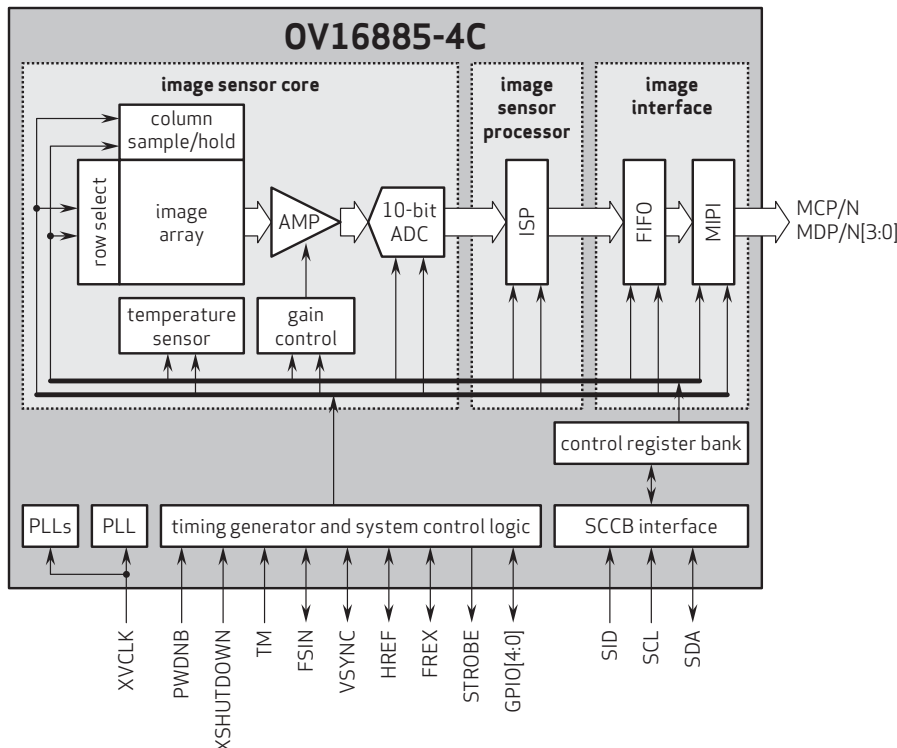 OV16885-4C
image sensor core
image
sensor
processor
image
interface
column
sample/hold
row select
image
array
AMP
10-bit
ADC
ISP
FIFO
MIPI
MCP/N
MDP/N[3:0]
temperature
sensor
gain
control
control register bank
PLLs
PLL
timing generator and system control logic
SCCB interface
XVCLK
PWDNB
XSHUTDOWN
TM
FSIN
VSYNC
HREF
FREX
STROBE
GPIO[4:0]
SID
SCL
SDA